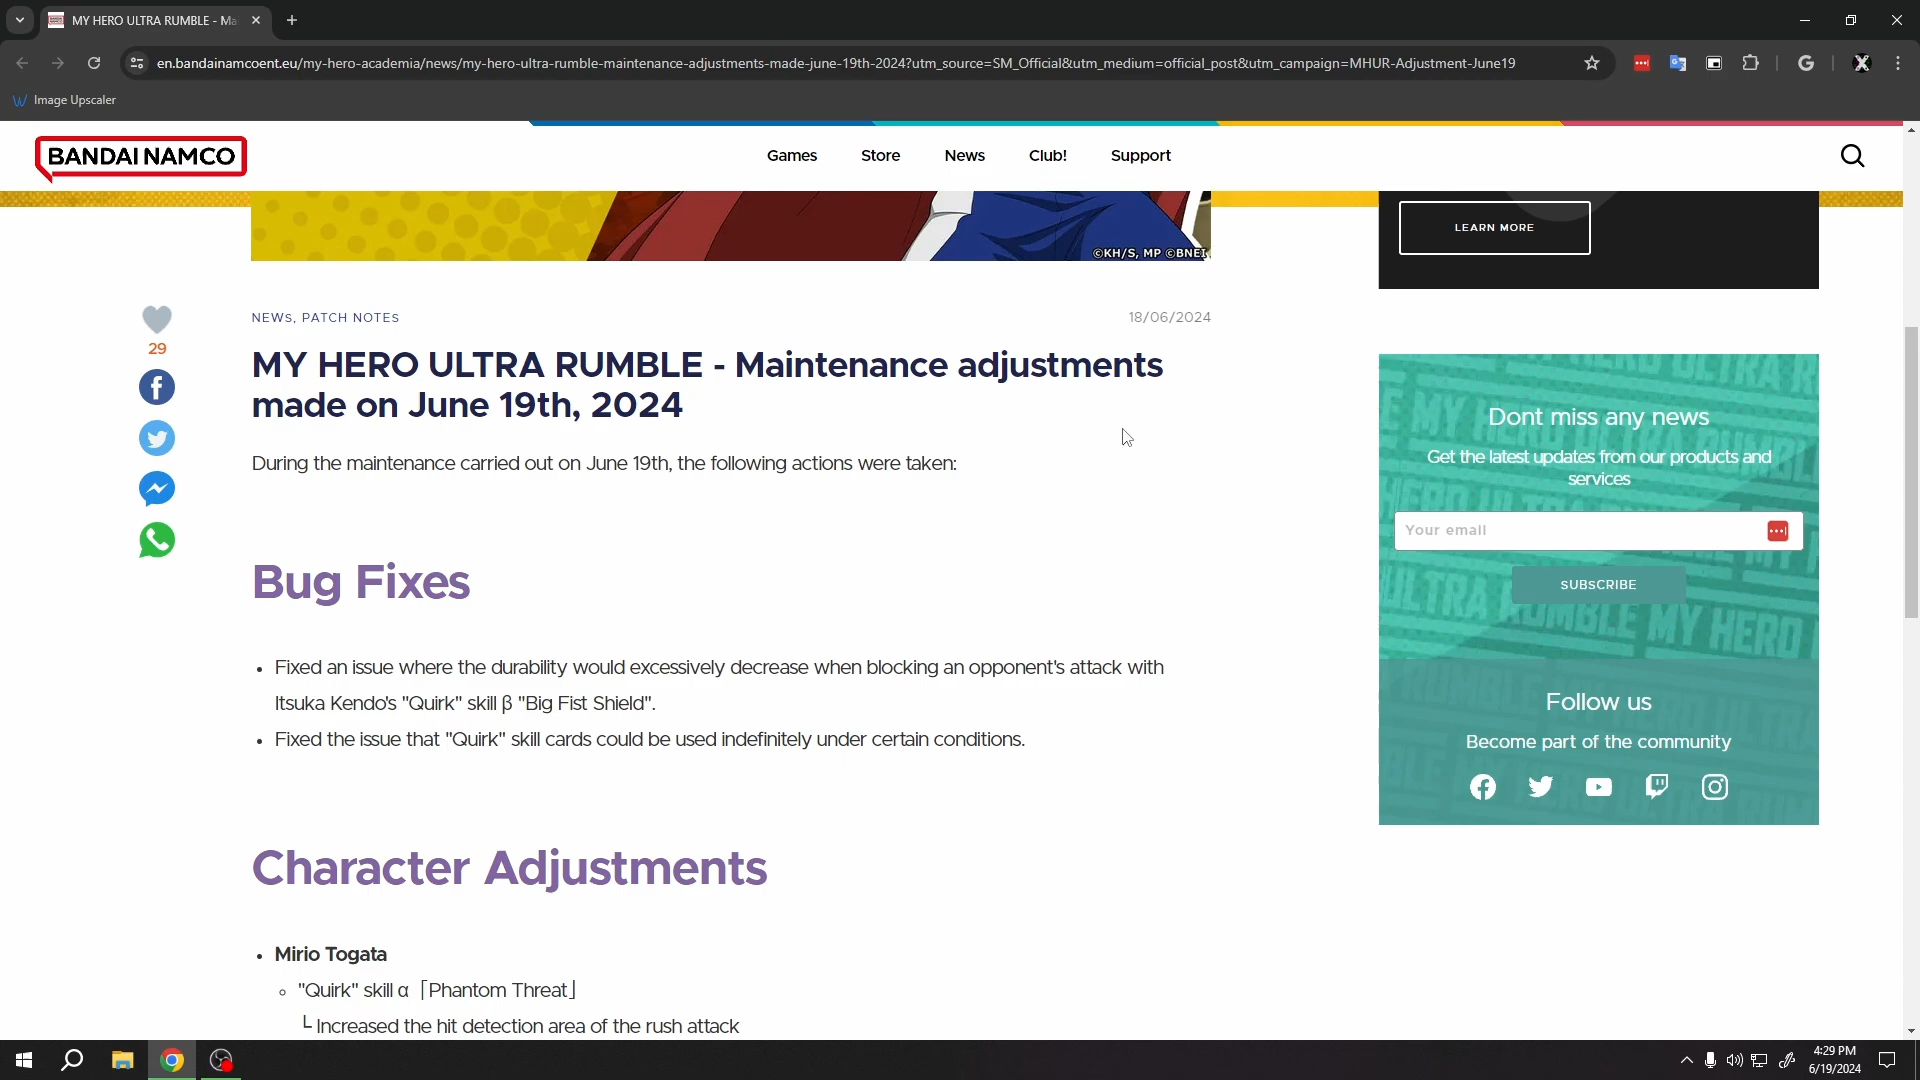 MY HERO ULTRA RUMBLE - Ma
en.bandainamcoent.eu/my-hero-academia/news/my-hero-ultra-rumble-maintenance-adjustments-made-june-19th-2024?utm_source=SM_Official&utm_medium=official_post&utm_campaign=MHUR-Adjustment-June19
Image Upscaler
BANDAI NAMCO
Games
Store
News
Club!
Support
©KH/S, MP ©BNEI
LEARN MORE
NEWS, PATCH NOTES
18/06/2024
29
MY HERO ULTRA RUMBLE - Maintenance adjustments
made on June 19th, 2024
During the maintenance carried out on June 19th, the following actions were taken:
Bug Fixes
• Fixed an issue where the durability would excessively decrease when blocking an opponent's attack with
Itsuka Kendo's "Quirk" skill β "Big Fist Shield".
• Fixed the issue that "Quirk" skill cards could be used indefinitely under certain conditions.
Character Adjustments
• Mirio Togata
"Quirk" skill α「Phantom Threat」
└ Increased the hit detection area of the rush attack
Dont miss any news
Get the latest updates from our products and
services
Your email
SUBSCRIBE
Follow us
Become part of the community
4:29 PM
6/19/2024